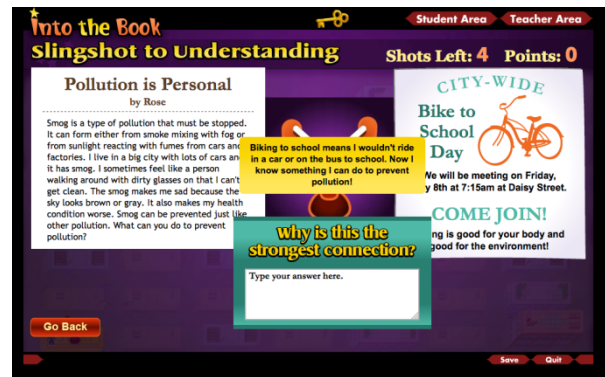 Into the Book
Student Area
Teacher Area
Slingshot to Understanding
Shots Left: 4 Points: 0
Pollution is Personal
by Rose
Smog is a type of pollution that must be stopped.
It can form either from smoke mixing with fog or
from sunlight reacting with fumes from cars and
factories. I live in a big city with lots of cars and
it has smog. I sometimes feel like a person
walking around with dirty glasses on that I can't
get clean. The smog makes me sad because the
sky looks brown or gray. It also makes my health
condition worse. Smog can be prevented just like
other pollution. What can you do to prevent
pollution?
Biking to school means I wouldn't ride
in a car or on the bus to school. Now I
know something I can do to prevent
pollution!
Why is this the
strongest connection?
Type your answer here.
CITY-WIDE
Bike to
School
Day
We will be meeting on Friday,
8th at 7:15am at Daisy Street.
COME JOIN!
is good for your body and
good for the environment!
Go Back
Save
Quit